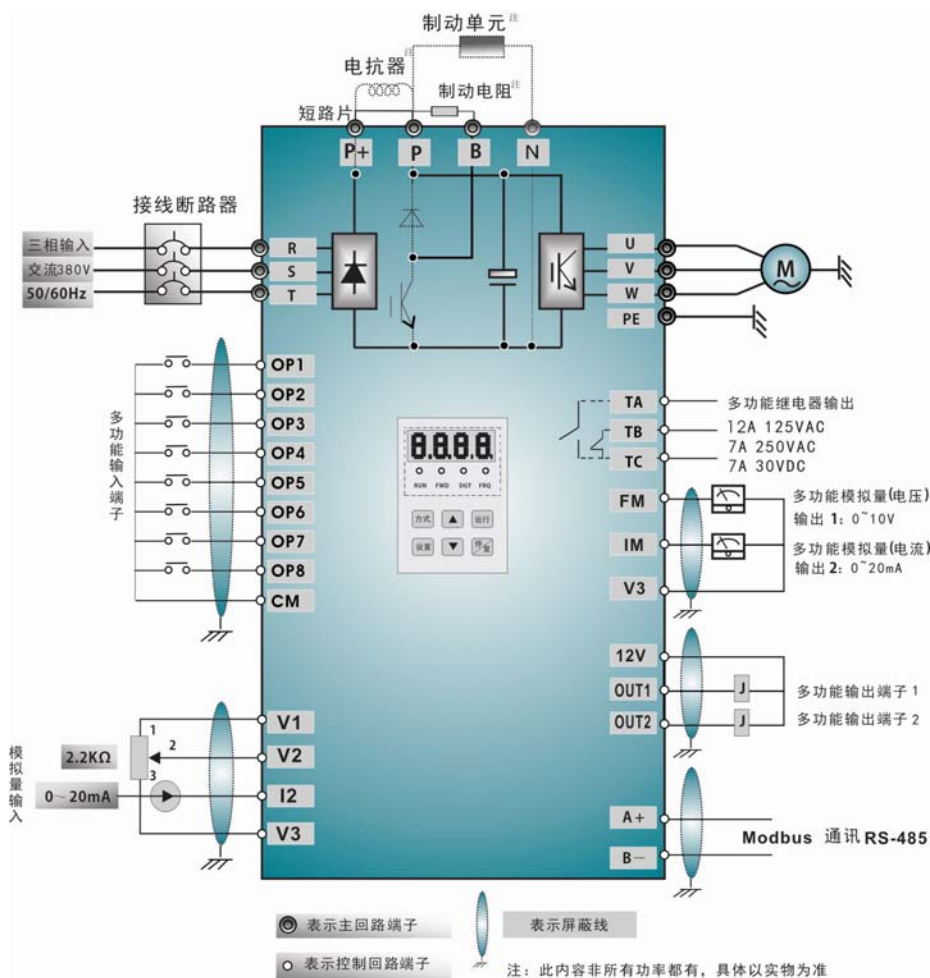 制动单元注
电抗器注
制动电阻注
短路片
P+ P B N
接线断路器
三相输入
交流380V
50/60Hz
R
S
T
U
V
W
PE
M
多功能输入端子
OP1
OP2
OP3
OP4
OP5
OP6
OP7
OP8
CM
8.8.8.8.
RUN FWD DGT FRQ
方式 ▲ 运行
设置 ▼ 停/复
TA
TB
TC
多功能继电器输出
12A 125VAC
7A 250VAC
7A 30VDC
FM
IM
V3
多功能模拟量(电压)
输出 1: 0~10V
多功能模拟量(电流)
输出 2: 0~20mA
12V
OUT1
OUT2
J
J
多功能输出端子1
多功能输出端子2
模拟量输入
2.2KΩ
0~20mA
1
2
3
V1
V2
I2
V3
A+
B-
Modbus 通讯 RS-485
表示主回路端子
表示屏蔽线
表示控制回路端子
注: 此内容非所有功率都有, 具体以实物为准